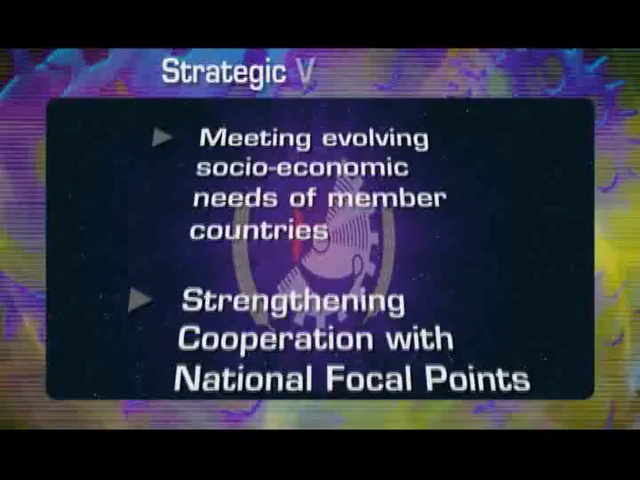 Strategic V
Meeting evolving
socio-economic
needs of member
countries
Strengthening
Cooperation with
National Focal Points